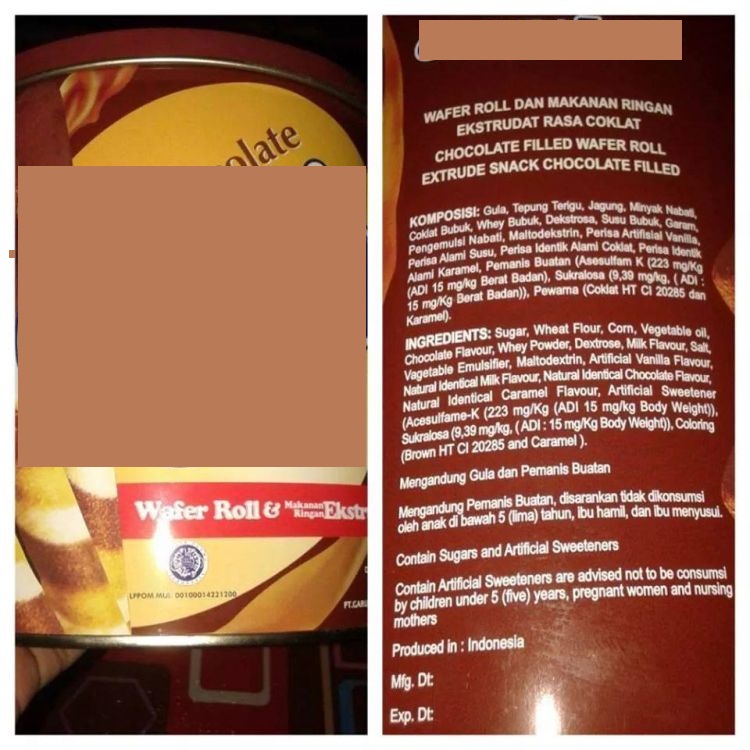 olate
Wafer Roll & Makanan Ringan Ekstr
LPPOM MUI. 00100014221200
PT.GARU
WAFER ROLL DAN MAKANAN RINGAN
EKSTRUDAT RASA COKLAT
CHOCOLATE FILLED WAFER ROLL
EXTRUDE SNACK CHOCOLATE FILLED
KOMPOSISI: Gula, Tepung Terigu, Jagung, Minyak Nabati,
Coklat Bubuk, Whey Bubuk, Dekstrosa, Susu Bubuk, Garam,
Pengemulsi Nabati, Maltodekstrin, Perisa Artifisial Vanilla,
Perisa Alami Susu, Perisa Identik Alami Coklat, Perisa Identik
Alami Karamel, Pemanis Buatan (Asesulfam K (223 mg/Kg
(ADI 15 mg/kg Berat Badan), Sukralosa (9,39 mg/kg, ( ADI :
15 mg/Kg Berat Badan)), Pewarna (Coklat HT CI 20285 dan
Karamel).
INGREDIENTS: Sugar, Wheat Flour, Corn, Vegetable oil,
Chocolate Flavour, Whey Powder, Dextrose, Milk Flavour, Salt,
Vagetable Emulsifier, Maltodextrin, Artificial Vanilla Flavour,
Natural Identical Milk Flavour, Natural Identical Chocolate Flavour,
Natural Identical Caramel Flavour, Artificial Sweetener
(Acesulfame-K (223 mg/Kg (ADI 15 mg/kg Body Weight)),
Sukralosa (9,39 mg/kg, ( ADI : 15 mg/Kg Body Weight)), Coloring
(Brown HT CI 20285 and Caramel ).
Mengandung Gula dan Pemanis Buatan
Mengandung Pemanis Buatan, disarankan tidak dikonsumsi
oleh anak di bawah 5 (lima) tahun, ibu hamil, dan ibu menyusui.
Contain Sugars and Artificial Sweeteners
Contain Artificial Sweeteners are advised not to be consumsi
by children under 5 (five) years, pregnant women and nursing
mothers
Produced in : Indonesia
Mfg. Dt:
Exp. Dt: